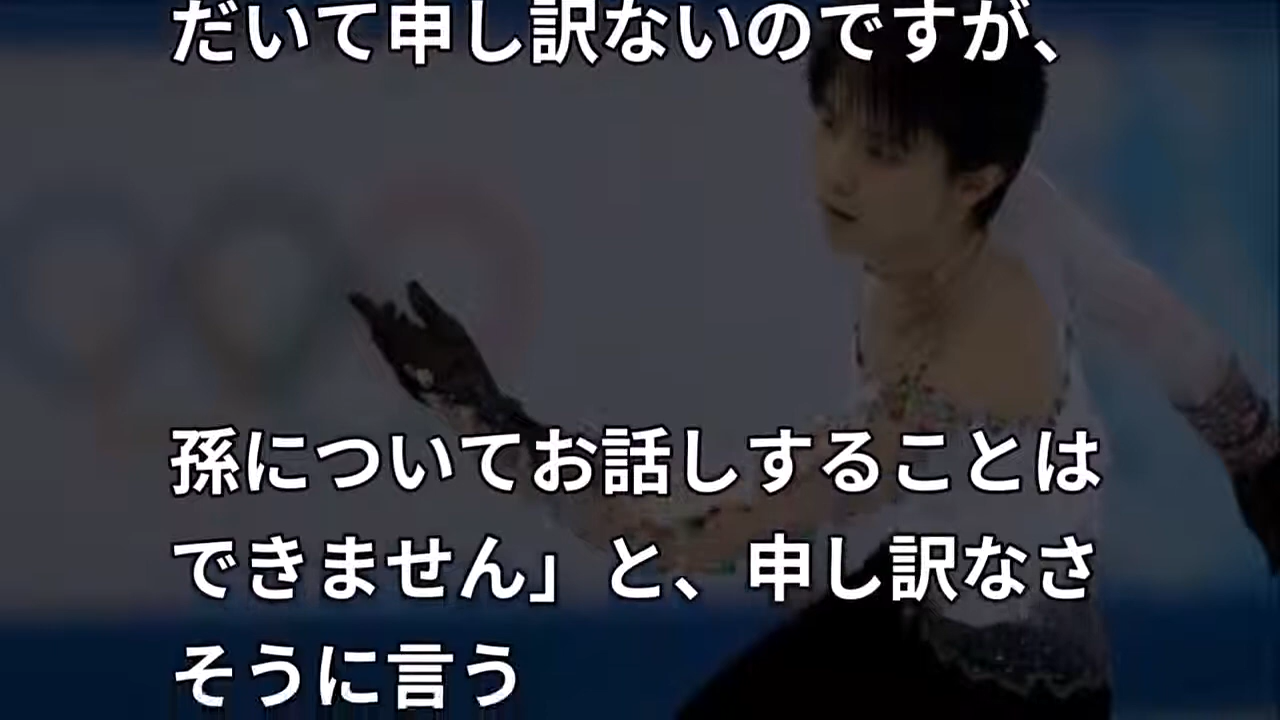 だいて申し訳ないのですが、
孫についてお話しすることは
できません」と、申し訳なさ
そうに言う